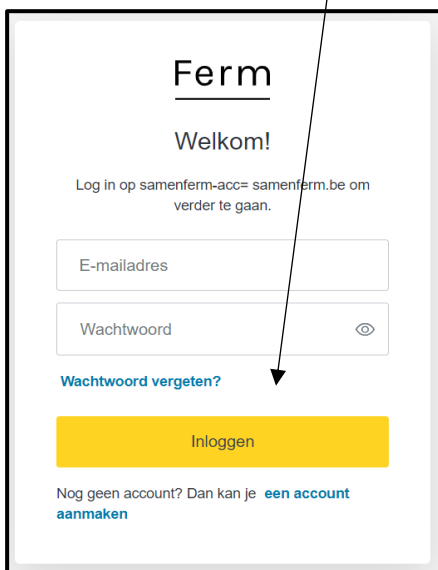 Ferm
Welkom!
Log in op samenferm-acc= samenferm.be om
verder te gaan.
E-mailadres
Wachtwoord
Wachtwoord vergeten?
Inloggen
Nog geen account? Dan kan je een account
aanmaken